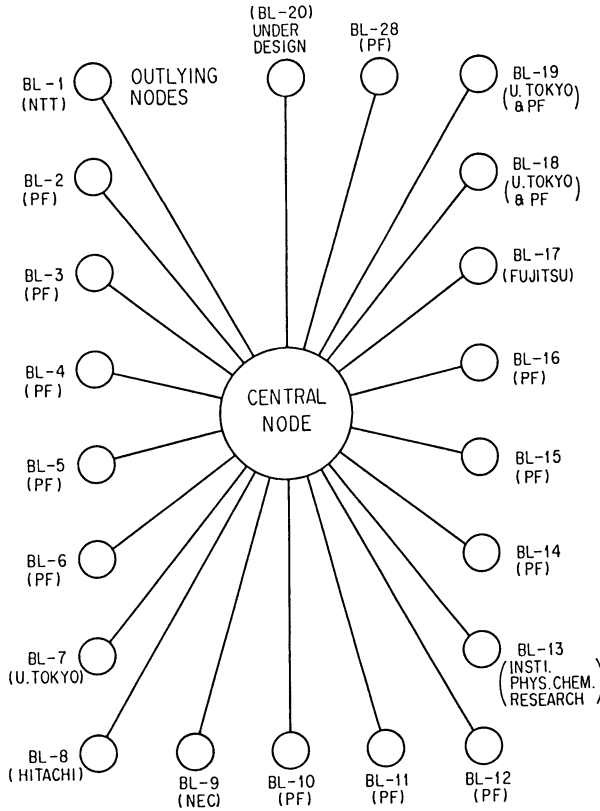 (BL-20)
UNDER
DESIGN
BL-28
(PF)
BL-1
(NTT)
OUTLYING
NODES
BL-19
(U. TOKYO
& PF)
BL-2
(PF)
BL-18
(U. TOKYO
& PF)
BL-3
(PF)
BL-17
(FUJITSU)
BL-4
(PF)
BL-16
(PF)
CENTRAL
NODE
BL-5
(PF)
BL-15
(PF)
BL-6
(PF)
BL-14
(PF)
BL-7
(U. TOKYO)
BL-13
(INSTI.
PHYS. CHEM.
RESEARCH)
BL-8
(HITACHI)
BL-9
(NEC)
BL-10
(PF)
BL-11
(PF)
BL-12
(PF)